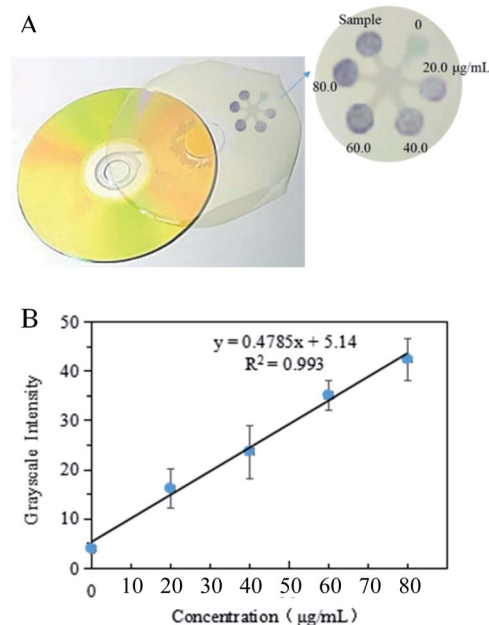 A
Sample
0
20.0 μg/mL
80.0
60.0
40.0
B
50
y = 0.4785x + 5.14
R² = 0.993
40
30
20
10
0
Grayscale Intensity
0 10 20 30 40 50 60 70 80
Concentration ( μg/mL)